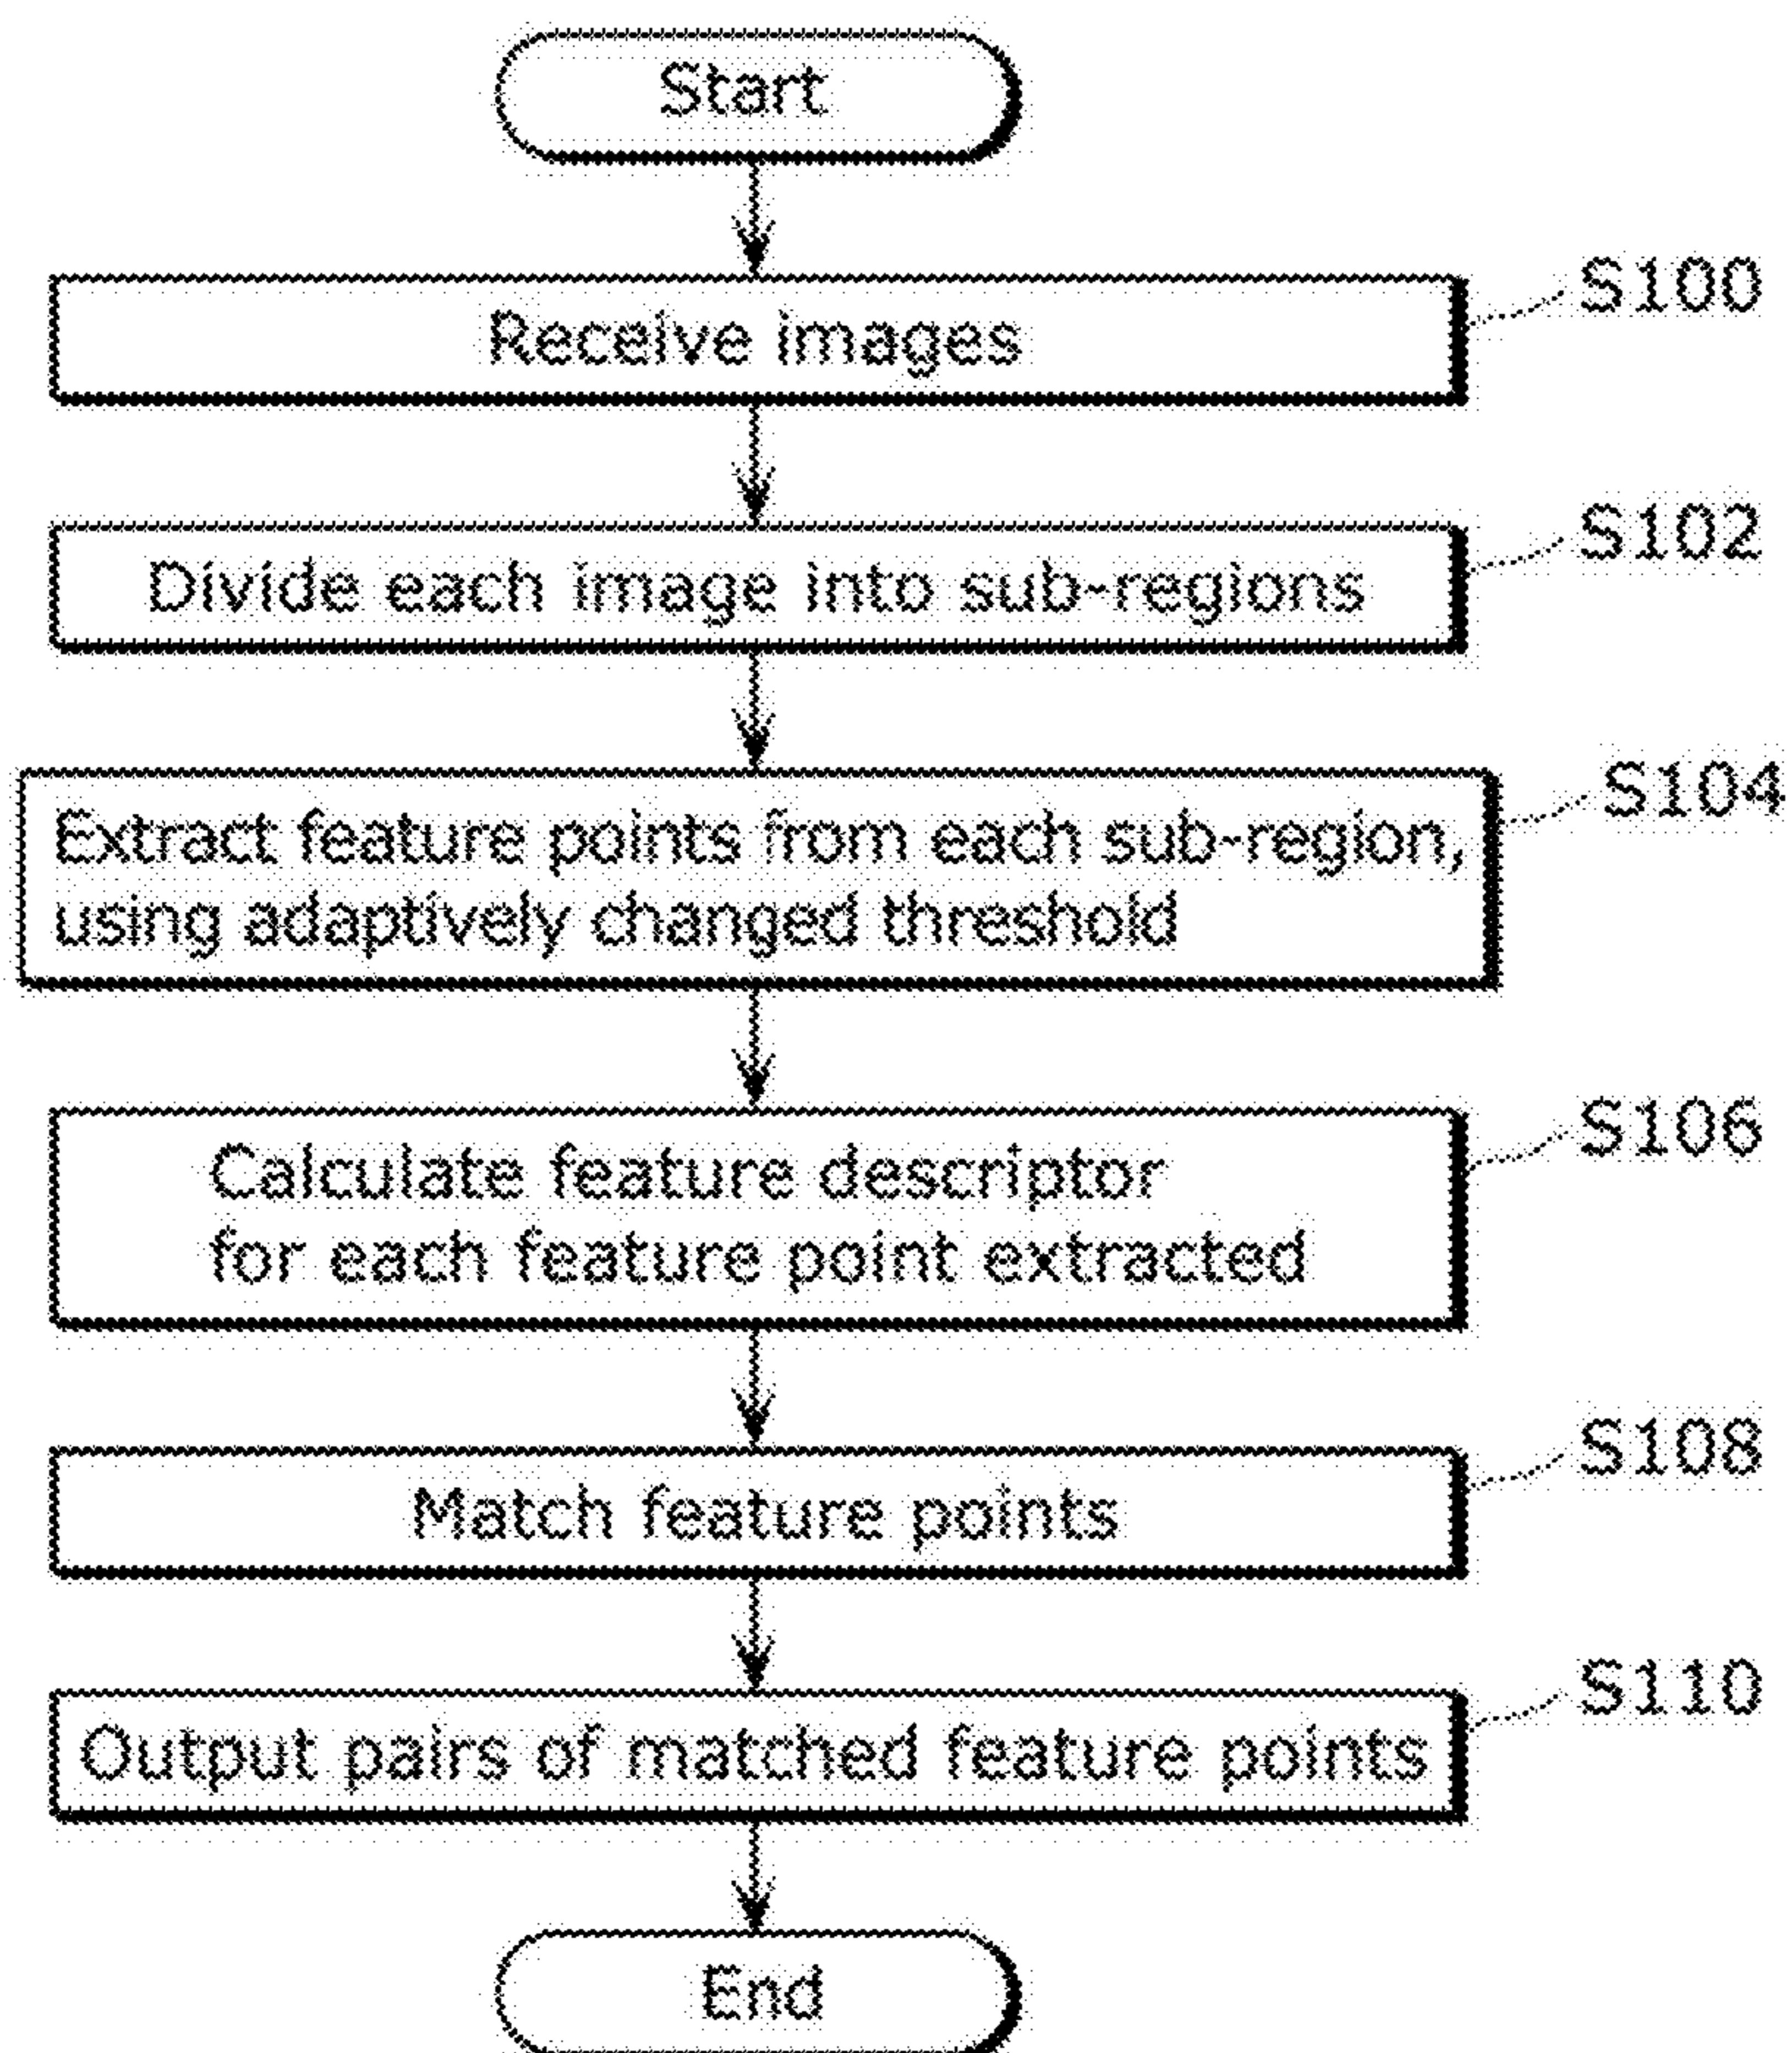 Start
Receive images
S100
Divide each image into sub-regions
S102
Extract feature points from each sub-region,
using adaptively changed threshold
S104
Calculate feature descriptor
for each feature point extracted
S106
Match feature points
S108
Output pairs of matched feature points
S110
End